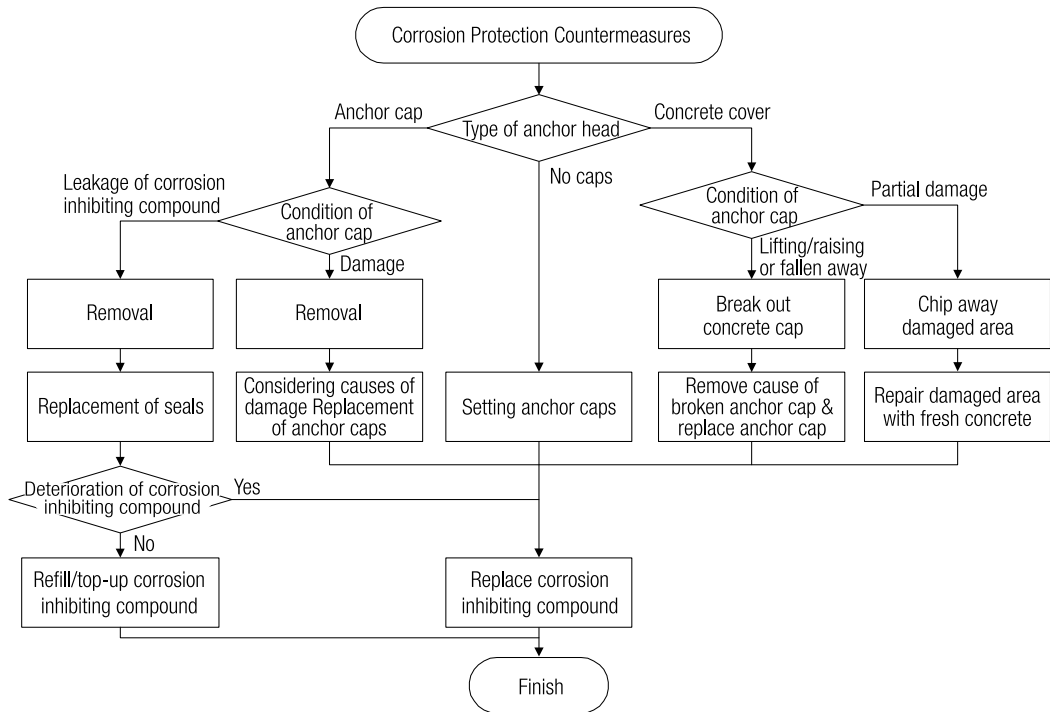 Corrosion Protection Countermeasures
Anchor cap
Type of anchor head
Concrete cover
No caps
Leakage of corrosion
inhibiting compound
Condition of
anchor cap
Damage
Condition of
anchor cap
Partial damage
Lifting/raising
or fallen away
Removal
Removal
Break out
concrete cap
Chip away
damaged area
Replacement of seals
Considering causes of
damage Replacement
of anchor caps
Setting anchor caps
Remove cause of
broken anchor cap &
replace anchor cap
Repair damaged area
with fresh concrete
Deterioration of corrosion
inhibiting compound
Yes
No
Refill/top-up corrosion
inhibiting compound
Replace corrosion
inhibiting compound
Finish